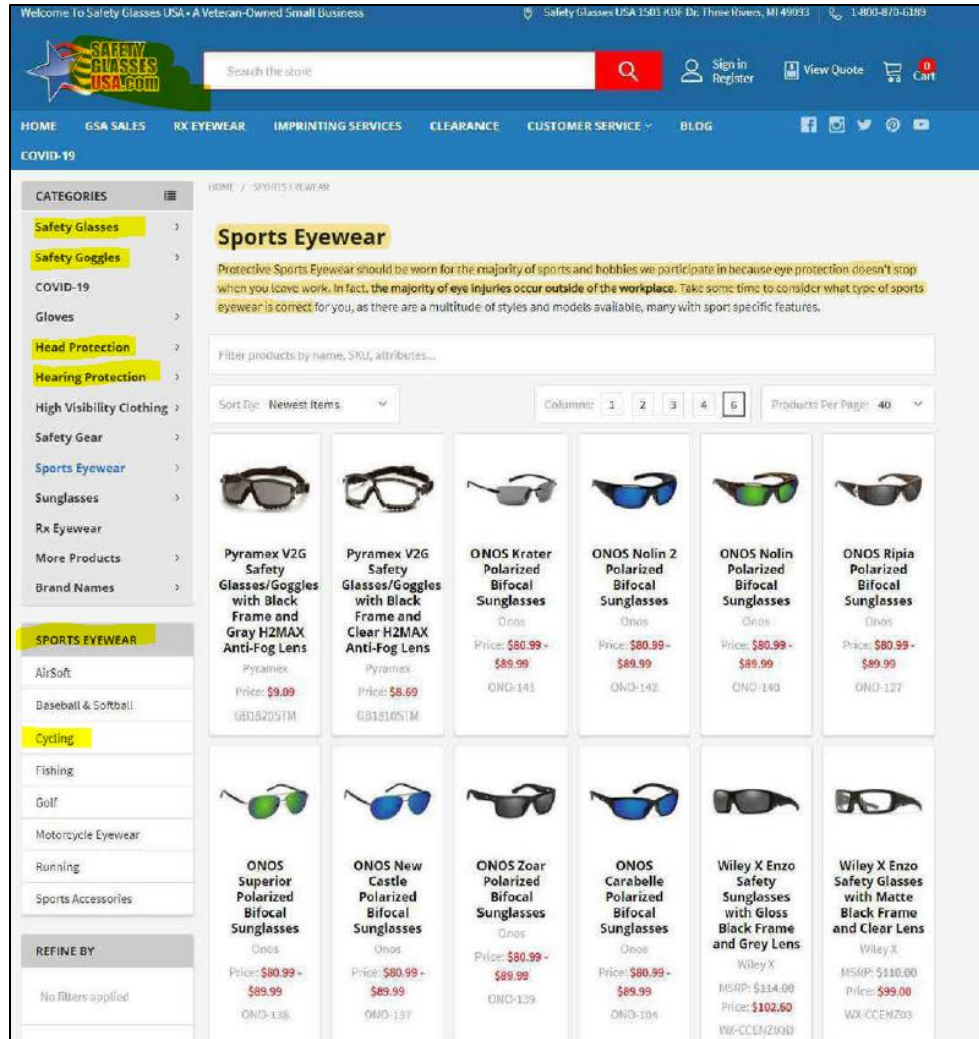 Welcome To Safety Glasses USA • A Veteran-Owned Small Business
Safety Glasses USA 1501 KDF Dr. Three Rivers, MI 49093
1-800-870-6189
SAFETY
GLASSES
USA.COM
Search the store
Sign in
Register
View Quote
0
Cart
HOME
GSA SALES
RX EYEWEAR
IMPRINTING SERVICES
CLEARANCE
CUSTOMER SERVICE
BLOG
COVID-19
CATEGORIES
Safety Glasses
Safety Goggles
COVID-19
Gloves
Head Protection
Hearing Protection
High Visibility Clothing
Safety Gear
Sports Eyewear
Sunglasses
Rx Eyewear
More Products
Brand Names
SPORTS EYEWEAR
AirSoft
Baseball & Softball
Cycling
Fishing
Golf
Motorcycle Eyewear
Running
Sports Accessories
REFINE BY
No filters applied
HOME / SPORTS EYEWEAR
Sports Eyewear
Protective Sports Eyewear should be worn for the majority of sports and hobbies we participate in because eye protection doesn't stop
when you leave work. In fact, the majority of eye injuries occur outside of the workplace. Take some time to consider what type of sports
eyewear is correct for you, as there are a multitude of styles and models available, many with sport specific features.
Filter products by name, SKU, attributes...
Sort By: Newest Items
Columns: 1 2 3 4 6
Products Per Page: 40
Pyramex V2G
Safety
Glasses/Goggles
with Black
Frame and
Gray H2MAX
Anti-Fog Lens
Pyramex
Price: $9.09
GB1820STM
Pyramex V2G
Safety
Glasses/Goggles
with Black
Frame and
Clear H2MAX
Anti-Fog Lens
Pyramex
Price: $8.69
GB1810STM
ONOS Krater
Polarized
Bifocal
Sunglasses
Onos
Price: $80.99 -
$89.99
ONO-141
ONOS Nolin 2
Polarized
Bifocal
Sunglasses
Onos
Price: $80.99 -
$89.99
ONO-142
ONOS Nolin
Polarized
Bifocal
Sunglasses
Onos
Price: $80.99 -
$89.99
ONO-140
ONOS Ripia
Polarized
Bifocal
Sunglasses
Onos
Price: $80.99 -
$89.99
ONO-127
ONOS
Superior
Polarized
Bifocal
Sunglasses
Onos
Price: $80.99 -
$89.99
ONO-138
ONOS New
Castle
Polarized
Bifocal
Sunglasses
Onos
Price: $80.99 -
$89.99
ONO-137
ONOS Zoar
Polarized
Bifocal
Sunglasses
Onos
Price: $80.99 -
$89.99
ONO-139
ONOS
Carabelle
Polarized
Bifocal
Sunglasses
Onos
Price: $80.99 -
$89.99
ONO-104
Wiley X Enzo
Safety
Sunglasses
with Gloss
Black Frame
and Grey Lens
Wiley X
MSRP: $114.00
Price: $102.60
Wiley X Enzo
Safety Glasses
with Matte
Black Frame
and Clear Lens
Wiley X
MSRP: $110.00
Price: $99.00
WX-CCENZ03